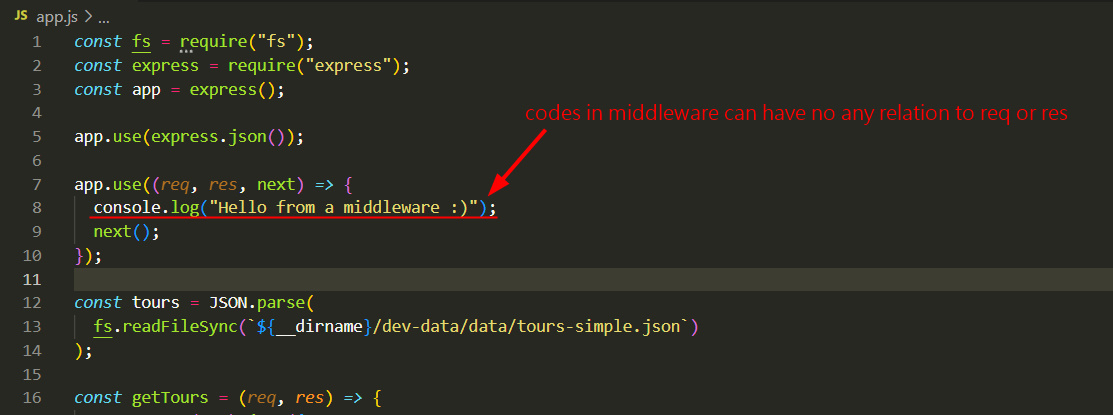 JS app.js > ...
1 const fs = require("fs");
2 const express = require("express");
3 const app = express();
4
codes in middleware can have no any relation to req or res
5 app.use(express.json());
6
7 app.use((req, res, next) => {
8 console.log("Hello from a middleware :)");
9 next();
10 });
11
12 const tours = JSON.parse(
13 fs.readFileSync(`${__dirname}/dev-data/data/tours-simple.json`)
14 );
15
16 const getTours = (req, res) => {